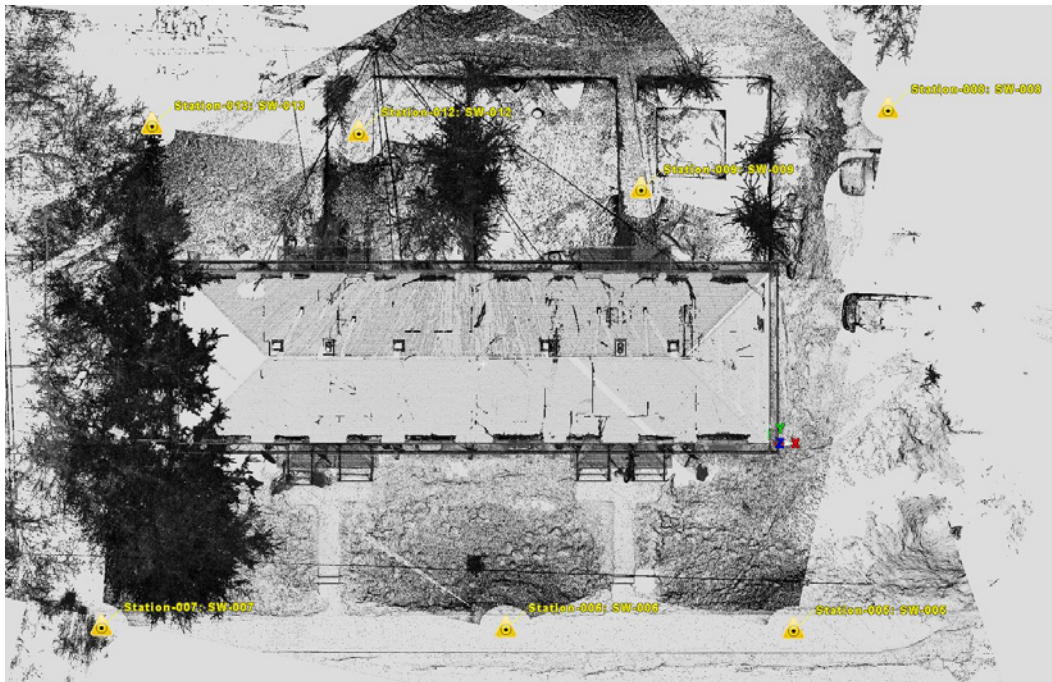 Station-008: SW-008
Station-013: SW-013
Station-012: SW-012
Station-009: SW-009
Y
Z X
Station-007: SW-007
Station-006: SW-006
Station-005: SW-005